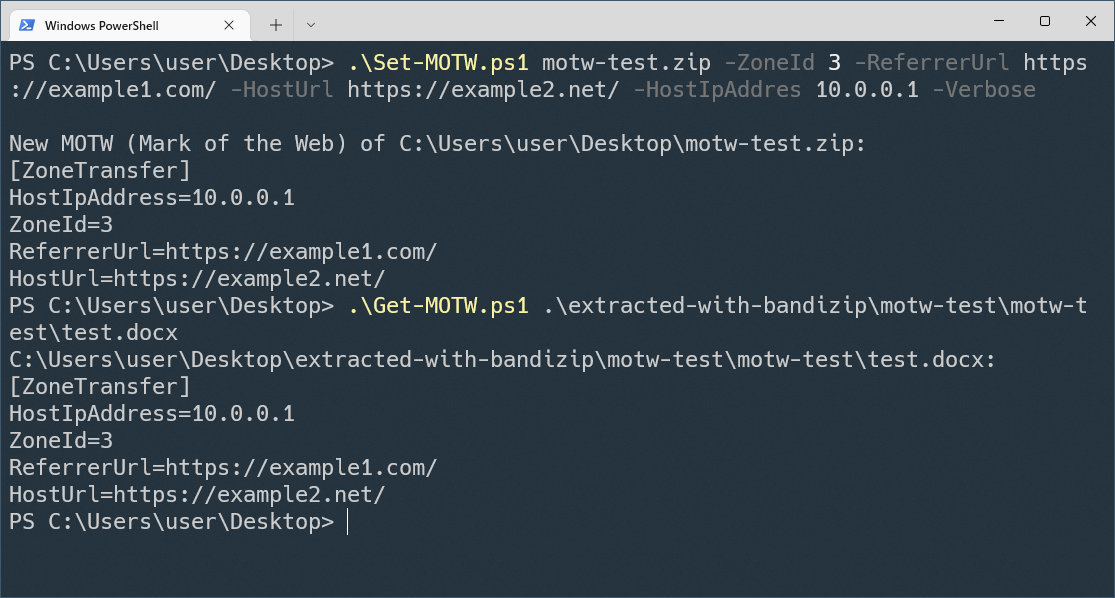 Windows PowerShell
PS C:\Users\user\Desktop> .\Set-MOTW.ps1 motw-test.zip -ZoneId 3 -ReferrerUrl https
://example1.com/ -HostUrl https://example2.net/ -HostIpAddres 10.0.0.1 -Verbose
New MOTW (Mark of the Web) of C:\Users\user\Desktop\motw-test.zip:
[ZoneTransfer]
HostIpAddress=10.0.0.1
ZoneId=3
ReferrerUrl=https://example1.com/
HostUrl=https://example2.net/
PS C:\Users\user\Desktop> .\Get-MOTW.ps1 .\extracted-with-bandizip\motw-test\motw-t
est\test.docx
C:\Users\user\Desktop\extracted-with-bandizip\motw-test\motw-test\test.docx:
[ZoneTransfer]
HostIpAddress=10.0.0.1
ZoneId=3
ReferrerUrl=https://example1.com/
HostUrl=https://example2.net/
PS C:\Users\user\Desktop>